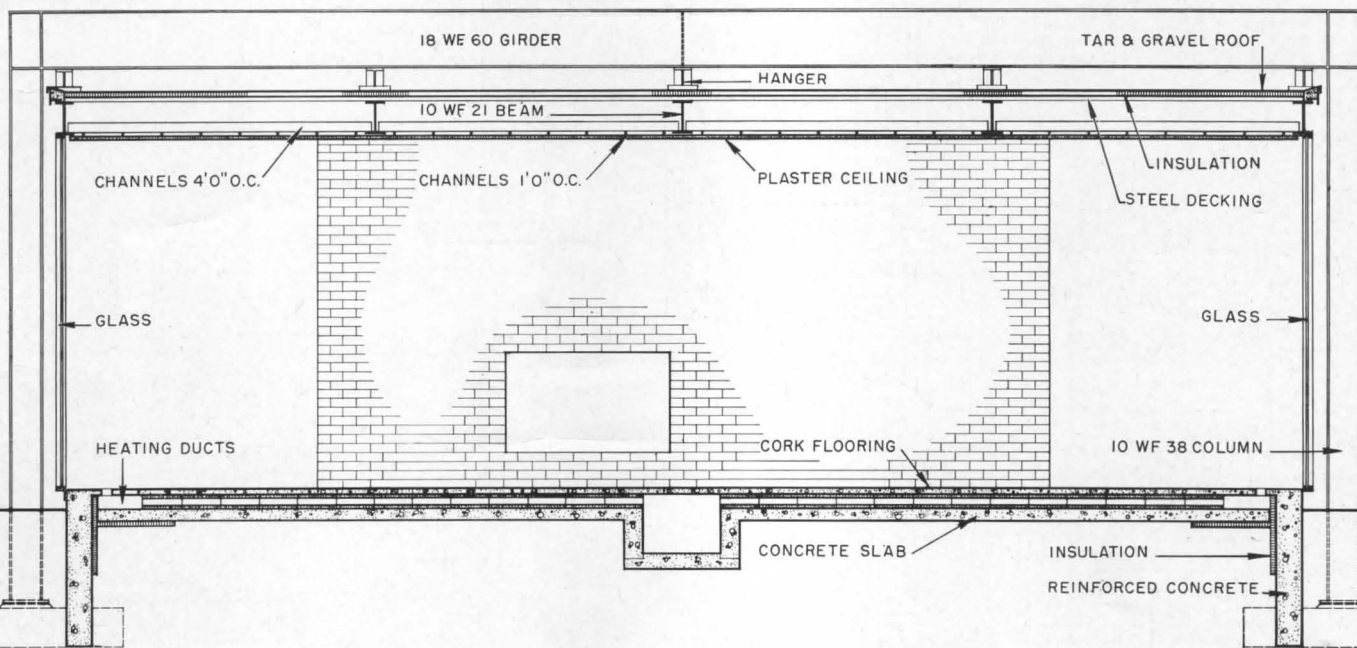 18 WF 60 GIRDER
TAR & GRAVEL ROOF
HANGER
10 WF 21 BEAM
INSULATION
CHANNELS 4'0" O.C.
CHANNELS 1'0" O.C.
PLASTER CEILING
STEEL DECKING
GLASS
GLASS
HEATING DUCTS
CORK FLOORING
10 WF 38 COLUMN
CONCRETE SLAB
INSULATION
REINFORCED CONCRETE